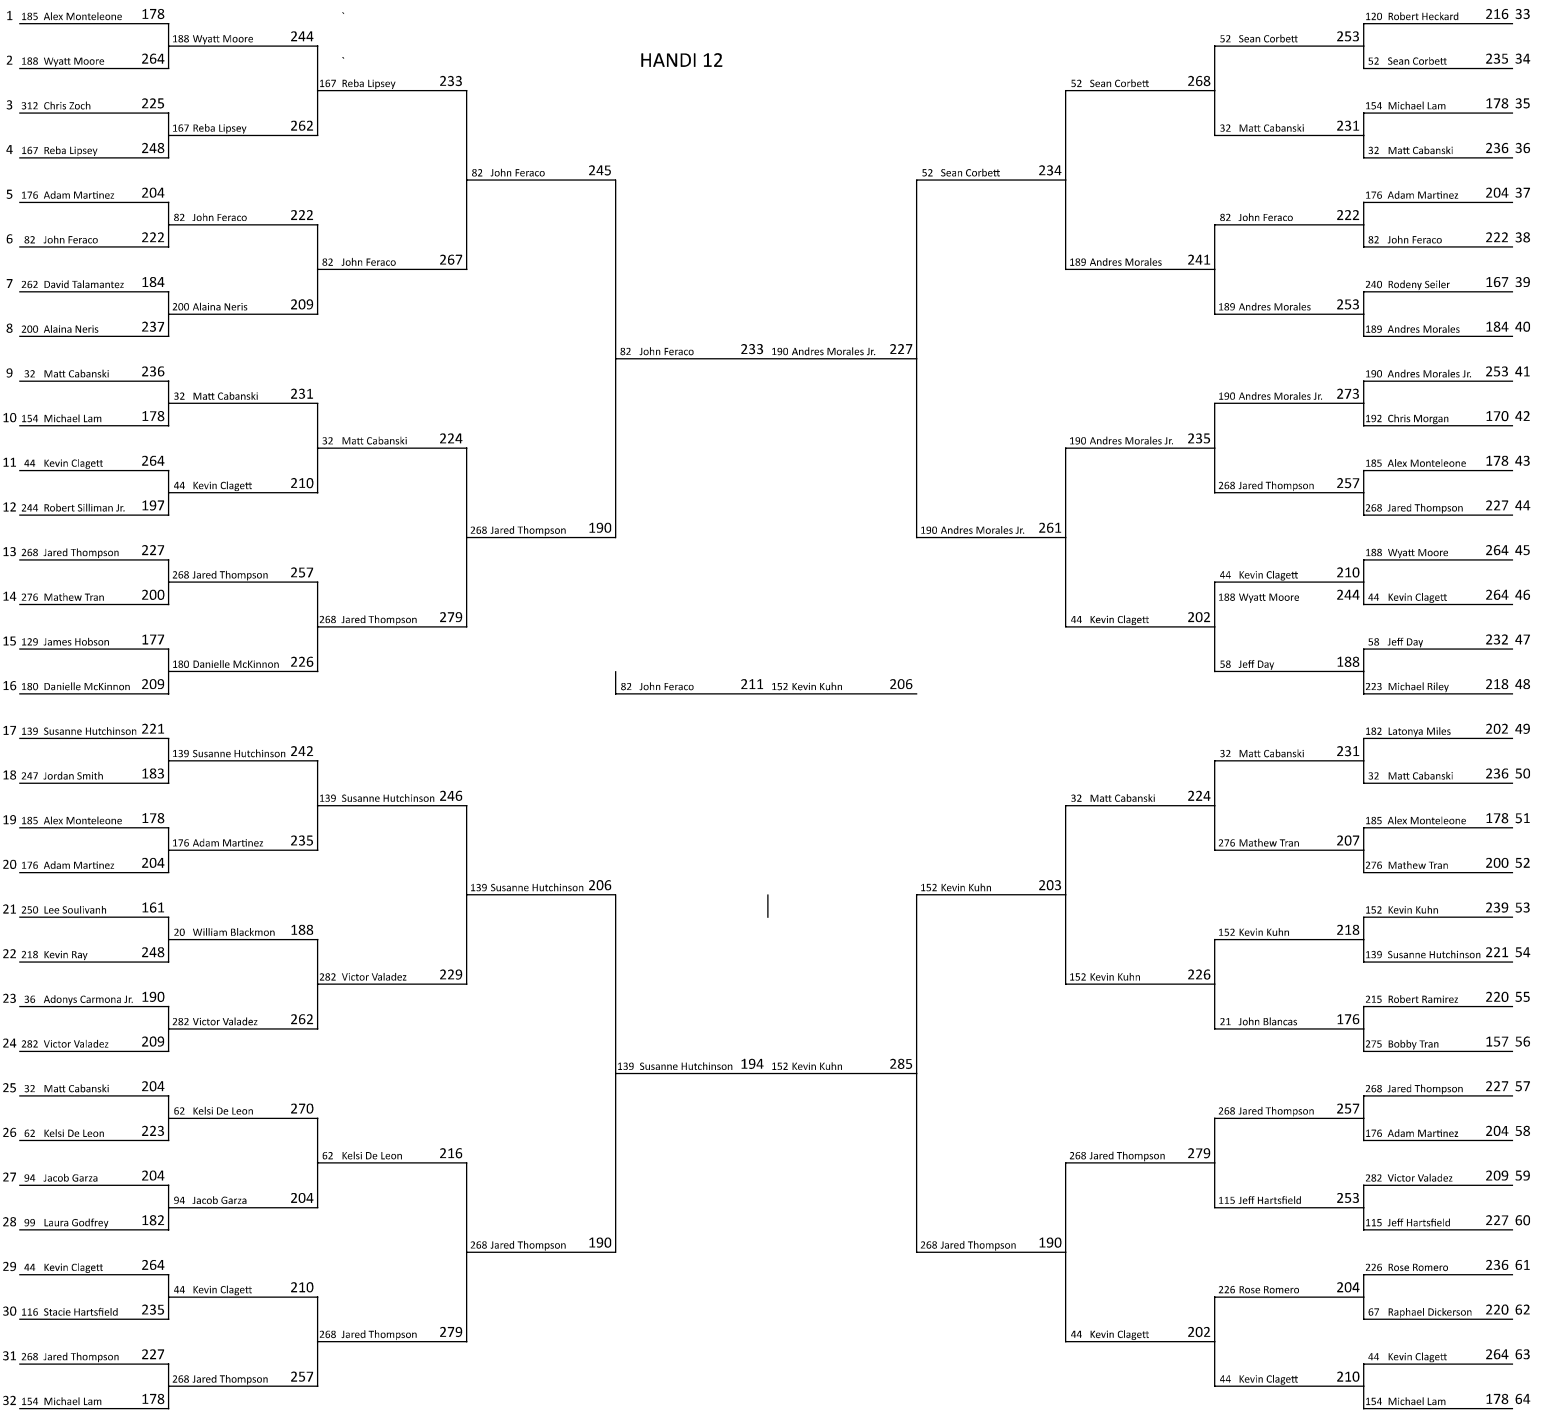 HANDI 12
1 185 Alex Monteleone 178
2 188 Wyatt Moore 264
3 312 Chris Zoch 225
4 167 Reba Lipsey 248
5 176 Adam Martinez 204
6 82 John Feraco 222
7 262 David Talamantez 184
8 200 Alaina Neris 237
9 32 Matt Cabanski 236
10 154 Michael Lam 178
11 44 Kevin Clagett 264
12 244 Robert Silliman Jr. 197
13 268 Jared Thompson 227
14 276 Mathew Tran 200
15 129 James Hobson 177
16 180 Danielle McKinnon 209
17 139 Susanne Hutchinson 221
18 247 Jordan Smith 183
19 185 Alex Monteleone 178
20 176 Adam Martinez 204
21 250 Lee Soulivanh 161
22 218 Kevin Ray 248
23 36 Adonys Carmona Jr. 190
24 282 Victor Valadez 209
25 32 Matt Cabanski 204
26 62 Kelsi De Leon 223
27 94 Jacob Garza 204
28 99 Laura Godfrey 182
29 44 Kevin Clagett 264
30 116 Stacie Hartsfield 235
31 268 Jared Thompson 227
32 154 Michael Lam 178
188 Wyatt Moore 244
167 Reba Lipsey 262
82 John Feraco 222
200 Alaina Neris 209
32 Matt Cabanski 231
44 Kevin Clagett 210
268 Jared Thompson 257
180 Danielle McKinnon 226
139 Susanne Hutchinson 242
176 Adam Martinez 235
20 William Blackmon 188
282 Victor Valadez 262
62 Kelsi De Leon 270
94 Jacob Garza 204
44 Kevin Clagett 210
268 Jared Thompson 257
167 Reba Lipsey 233
82 John Feraco 267
32 Matt Cabanski 224
268 Jared Thompson 279
139 Susanne Hutchinson 246
282 Victor Valadez 229
62 Kelsi De Leon 216
268 Jared Thompson 279
82 John Feraco 245
268 Jared Thompson 190
139 Susanne Hutchinson 206
268 Jared Thompson 190
82 John Feraco 233 190 Andres Morales Jr. 227
82 John Feraco 211 152 Kevin Kuhn 206
139 Susanne Hutchinson 194 152 Kevin Kuhn 285
52 Sean Corbett 234
190 Andres Morales Jr. 261
152 Kevin Kuhn 203
268 Jared Thompson 190
52 Sean Corbett 268
189 Andres Morales 241
190 Andres Morales Jr. 235
44 Kevin Clagett 202
32 Matt Cabanski 224
152 Kevin Kuhn 226
268 Jared Thompson 279
44 Kevin Clagett 202
52 Sean Corbett 253
32 Matt Cabanski 231
82 John Feraco 222
189 Andres Morales 253
190 Andres Morales Jr. 273
268 Jared Thompson 257
44 Kevin Clagett 210
188 Wyatt Moore 244
58 Jeff Day 188
32 Matt Cabanski 231
276 Mathew Tran 207
152 Kevin Kuhn 218
21 John Blancas 176
268 Jared Thompson 257
115 Jeff Hartsfield 253
226 Rose Romero 204
44 Kevin Clagett 210
120 Robert Heckard 216 33
52 Sean Corbett 235 34
154 Michael Lam 178 35
32 Matt Cabanski 236 36
176 Adam Martinez 204 37
82 John Feraco 222 38
240 Rodeny Seiler 167 39
189 Andres Morales 184 40
190 Andres Morales Jr. 253 41
192 Chris Morgan 170 42
185 Alex Monteleone 178 43
268 Jared Thompson 227 44
188 Wyatt Moore 264 45
44 Kevin Clagett 264 46
58 Jeff Day 232 47
223 Michael Riley 218 48
182 Latonya Miles 202 49
32 Matt Cabanski 236 50
185 Alex Monteleone 178 51
276 Mathew Tran 200 52
152 Kevin Kuhn 239 53
139 Susanne Hutchinson 221 54
215 Robert Ramirez 220 55
275 Bobby Tran 157 56
268 Jared Thompson 227 57
176 Adam Martinez 204 58
282 Victor Valadez 209 59
115 Jeff Hartsfield 227 60
226 Rose Romero 236 61
67 Raphael Dickerson 220 62
44 Kevin Clagett 264 63
154 Michael Lam 178 64